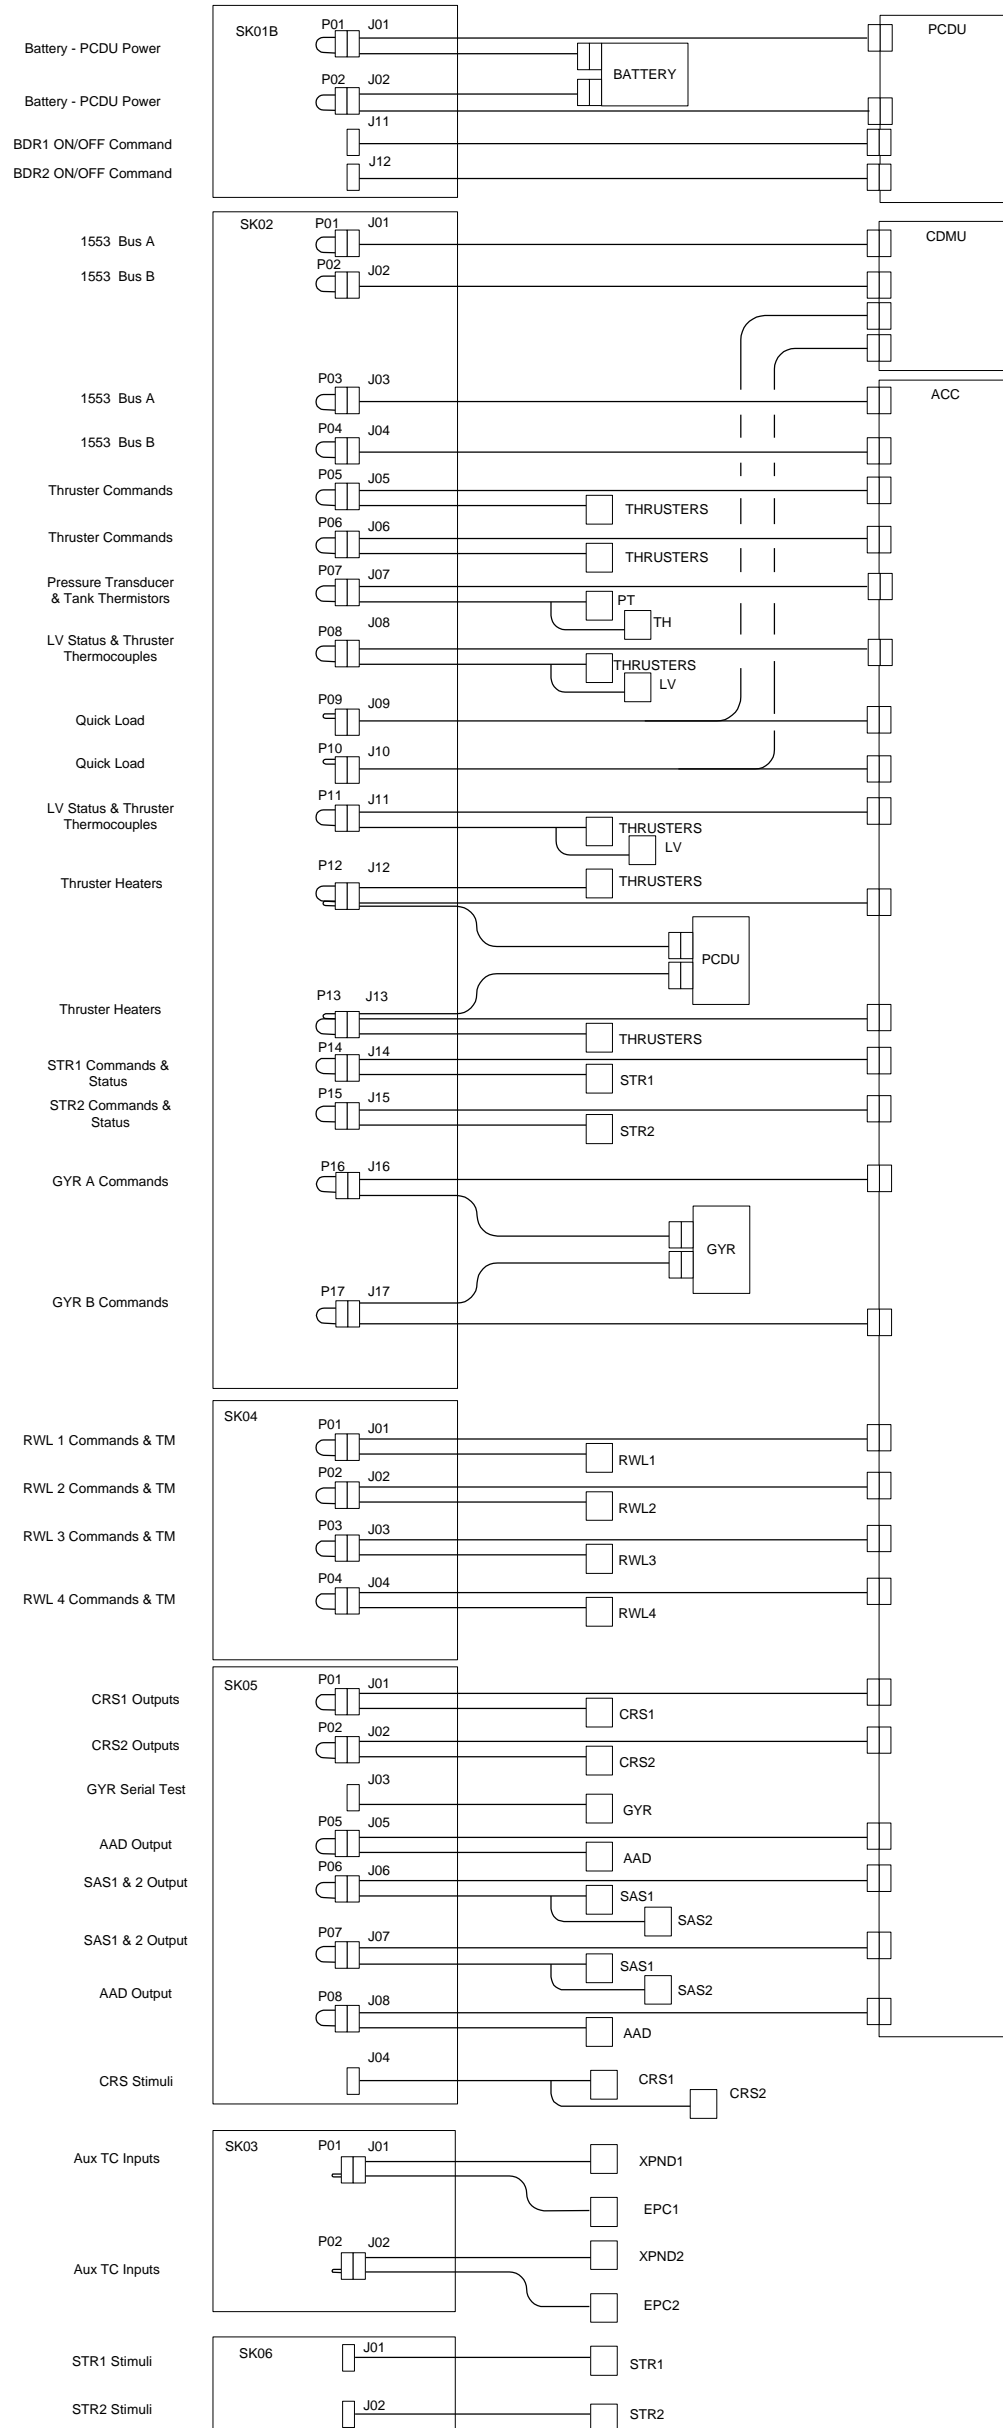 SK01B
P01 J01
PCDU
Battery - PCDU Power
BATTERY
P02 J02
Battery - PCDU Power
J11
BDR1 ON/OFF Command
J12
BDR2 ON/OFF Command
SK02
P01 J01
CDMU
1553 Bus A
P02 J02
1553 Bus B
P03 J03
ACC
1553 Bus A
P04 J04
1553 Bus B
P05 J05
Thruster Commands
THRUSTERS
P06 J06
Thruster Commands
THRUSTERS
P07 J07
Pressure Transducer
& Tank Thermistors
PT
TH
P08 J08
LV Status & Thruster
Thermocouples
THRUSTERS
LV
P09 J09
Quick Load
P10 J10
Quick Load
P11 J11
LV Status & Thruster
Thermocouples
THRUSTERS
LV
P12 J12
Thruster Heaters
THRUSTERS
PCDU
P13 J13
Thruster Heaters
THRUSTERS
P14 J14
STR1 Commands &
Status
STR1
P15 J15
STR2 Commands &
Status
STR2
P16 J16
GYR A Commands
GYR
P17 J17
GYR B Commands
SK04
P01 J01
RWL 1 Commands & TM
RWL1
P02 J02
RWL 2 Commands & TM
RWL2
P03 J03
RWL 3 Commands & TM
RWL3
P04 J04
RWL 4 Commands & TM
RWL4
SK05
P01 J01
CRS1 Outputs
CRS1
P02 J02
CRS2 Outputs
CRS2
J03
GYR Serial Test
GYR
P05 J05
AAD Output
AAD
P06 J06
SAS1 & 2 Output
SAS1
SAS2
P07 J07
SAS1 & 2 Output
SAS1
SAS2
AAD Output
P08 J08
AAD
J04
CRS Stimuli
CRS1
CRS2
SK03
P01 J01
Aux TC Inputs
XPND1
EPC1
P02 J02
XPND2
Aux TC Inputs
EPC2
SK06
J01
STR1 Stimuli
STR1
J02
STR2 Stimuli
STR2